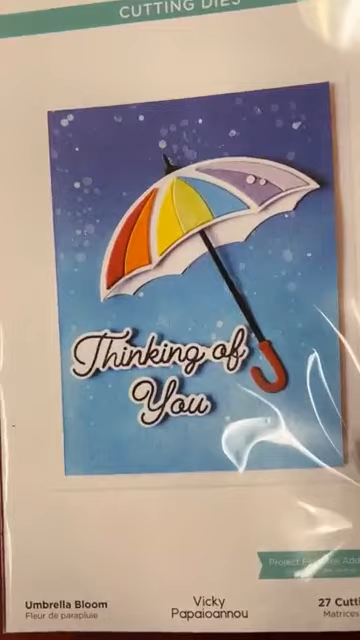 CUTTING DIES
Thinking of
You
Umbrella Bloom
Fleur de parapluie
Vicky
Papaioannou
27 Cutti
Matrices